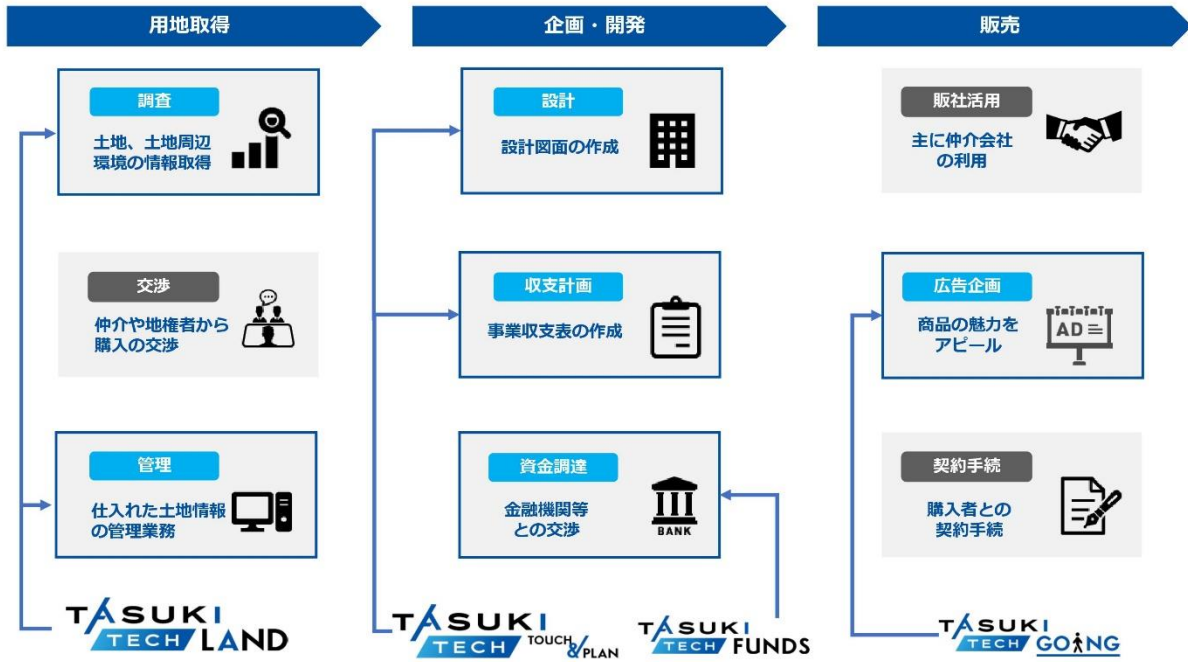 用地取得
企画・開発
販売
調査
土地、土地周辺
環境の情報取得
交渉
仲介や地権者から
購入の交渉
管理
仕入れた土地情報
の管理業務
TASUKI
TECH LAND
設計
設計図面の作成
収支計画
事業収支表の作成
資金調達
金融機関等
との交渉
BANK
TASUKI
TECH TOUCH&PLAN
TASUKI
TECH FUNDS
販社活用
主に仲介会社
の利用
広告企画
商品の魅力を
アピール
AD
契約手続
購入者との
契約手続
TASUKI
TECH GOING